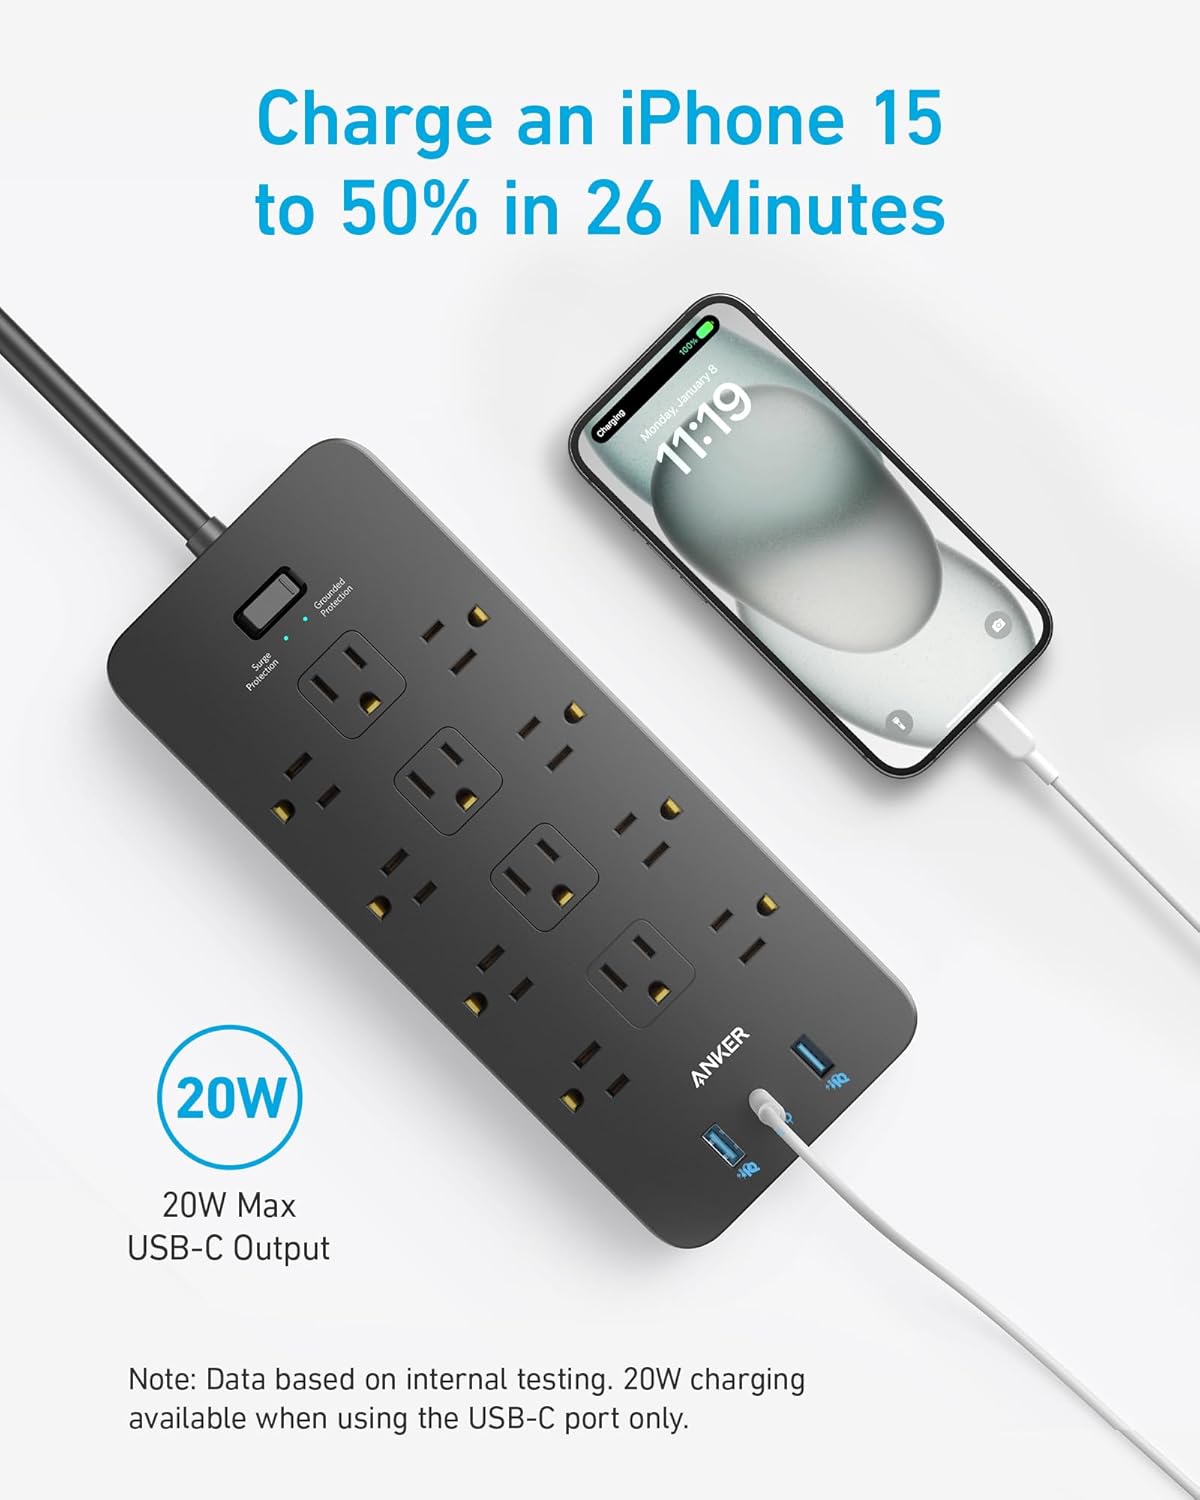 Charge an iPhone 15
to 50% in 26 Minutes
100%
Charging
Monday, January 8
11:19
Grounded
Protection
Surge
Protection
ANKER
20W
20W Max
USB-C Output
Note: Data based on internal testing. 20W charging
available when using the USB-C port only.